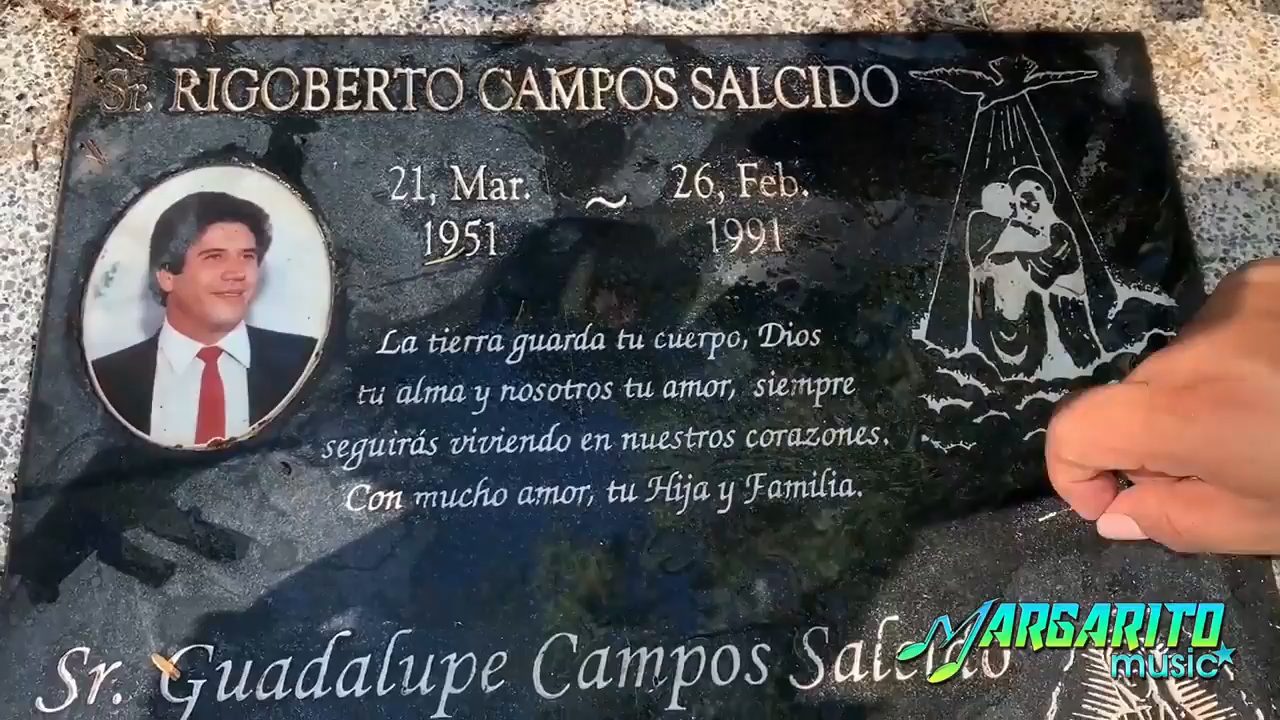 Sr. RIGOBERTO CAMPOS SALCIDO
21, Mar. ~ 26, Feb.
1951 1991
La tierra guarda tu cuerpo, Dios
tu alma y nosotros tu amor, siempre
seguirás viviendo en nuestros corazones.
Con mucho amor, tu Hija y Familia.
Sr. Guadalupe Campos Salcido
MARGARITO
music